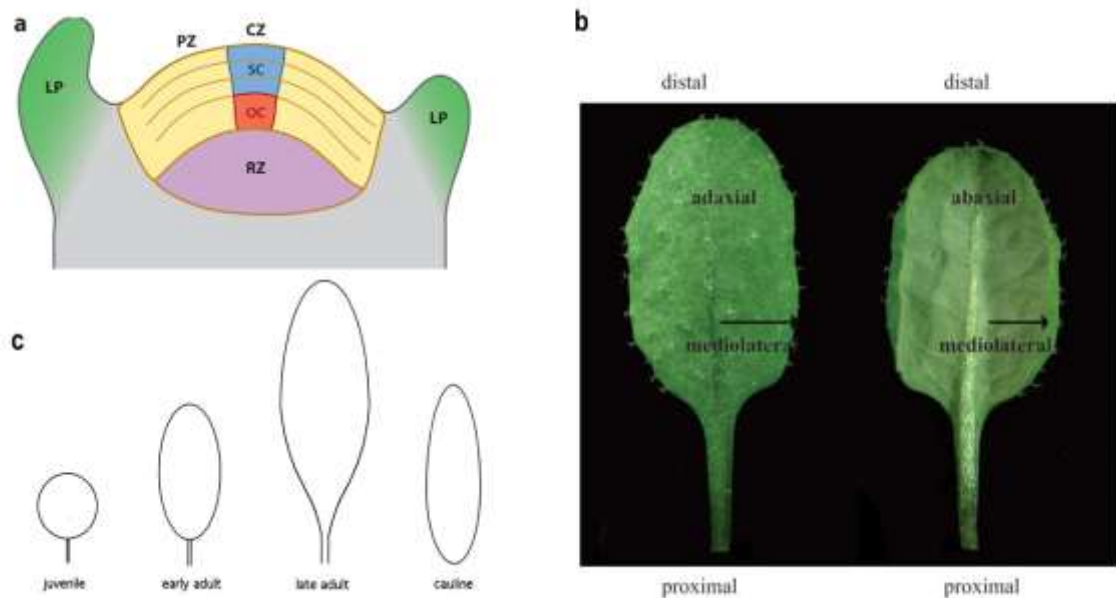 a
PZ
CZ
SC
OC
LP
LP
RZ
b
distal
distal
adaxial
abaxial
mediolateral
mediolateral
proximal
proximal
c
juvenile
early adult
late adult
cauline